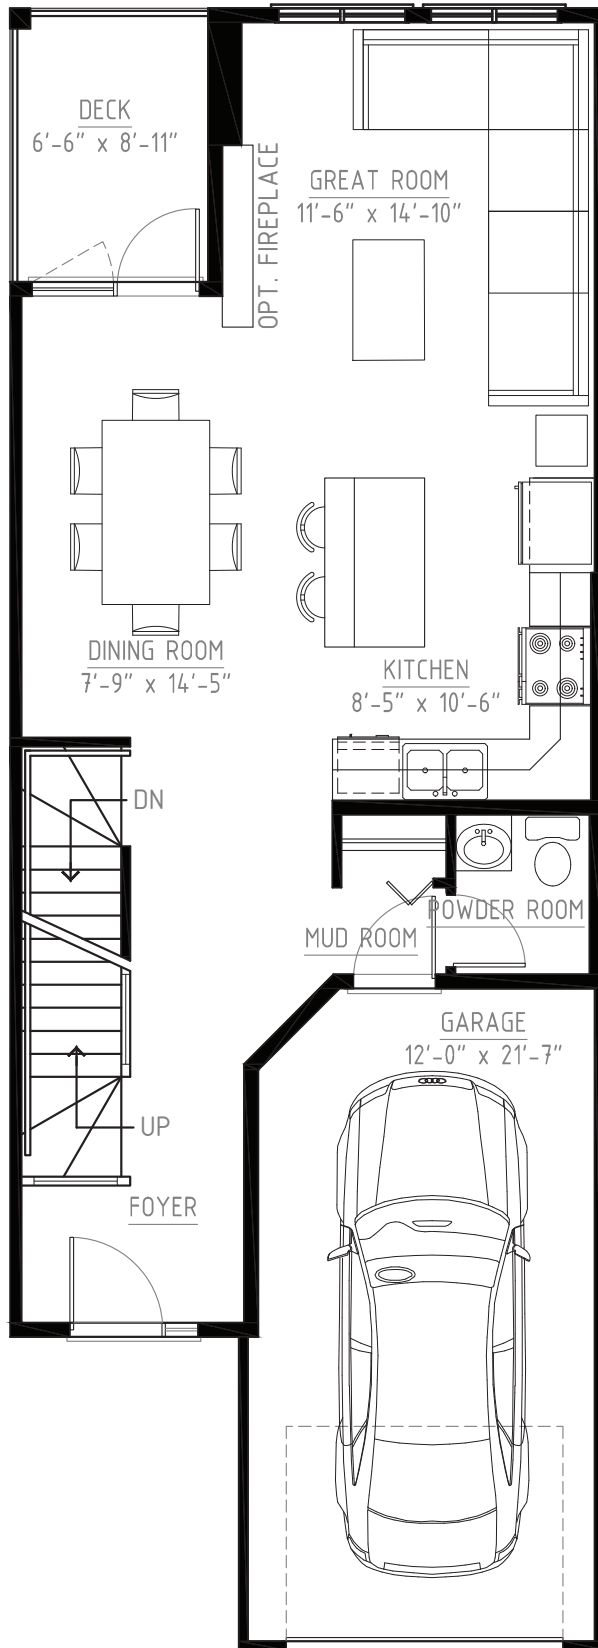 DECK
6'-6" x 8'-11"
OPT. FIREPLACE
GREAT ROOM
11'-6" x 14'-10"
DINING ROOM
7'-9" x 14'-5"
KITCHEN
8'-5" x 10'-6"
DN
POWDER ROOM
MUD ROOM
GARAGE
12'-0" x 21'-7"
UP
FOYER